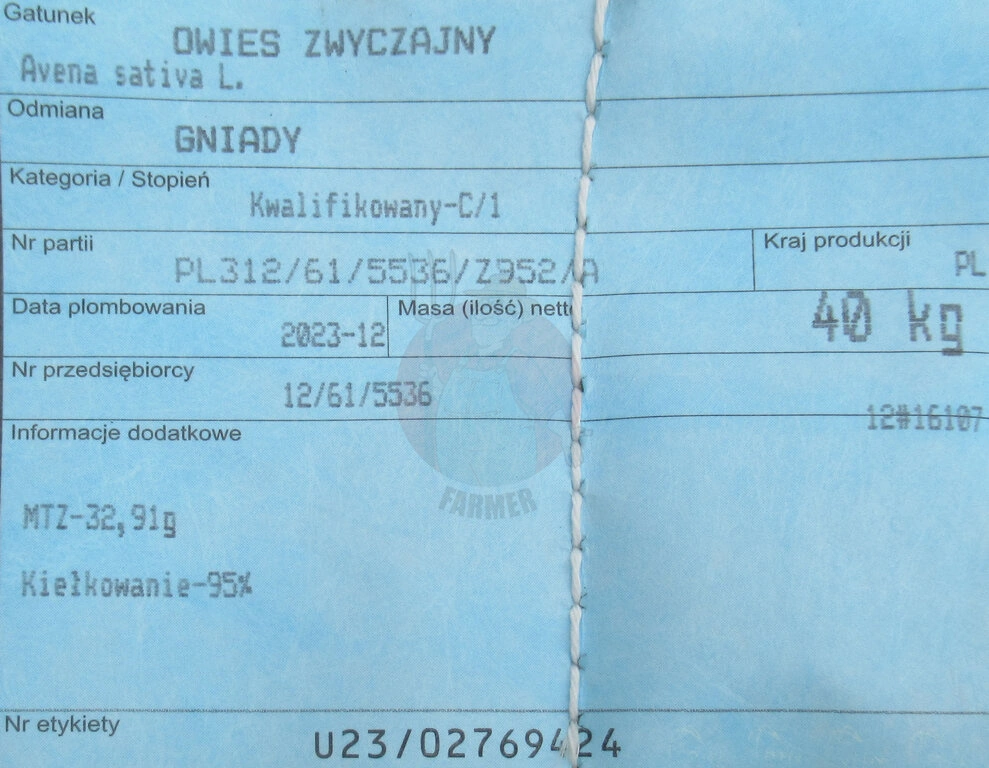 Gatunek
OWIES ZWYCZAJNY
Avena sativa L.
Odmiana
GNIADY
Kategoria / Stopień
Kwalifikowany-C/1
Nr partii
PL312/61/5536/Z952/A
Kraj produkcji
PL
Data plombowania
2023-12
Masa (ilość) netto
40 kg
Nr przedsiębiorcy
12/61/5536
12#16107
Informacje dodatkowe
FARMER
MTZ-32,91g
Kiełkowanie-95%
Nr etykiety
U23/02769424